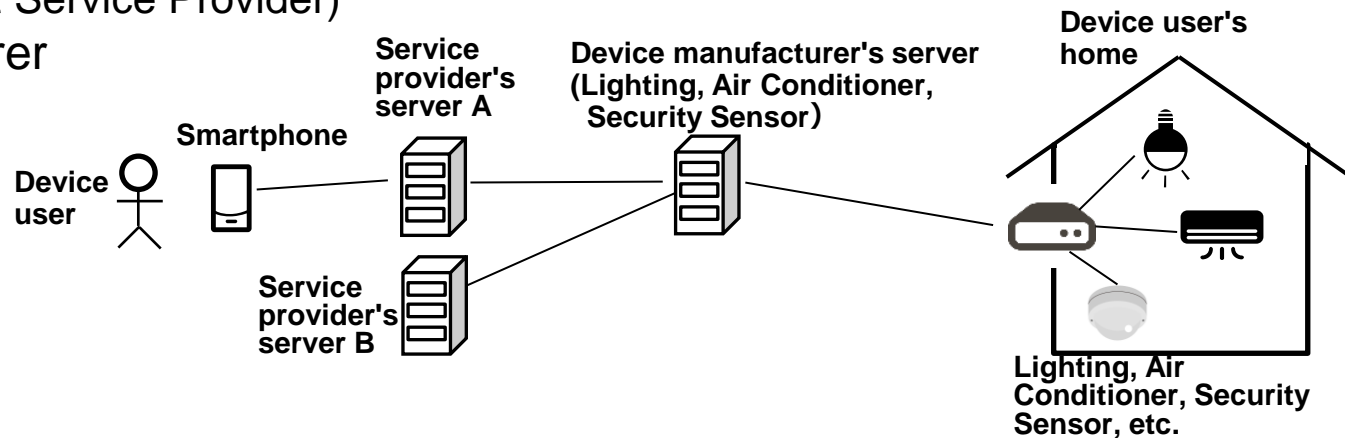 Service Provider)
rer
Device user's
home
Service
provider's
server A
Device manufacturer's server
(Lighting, Air Conditioner,
Security Sensor）
Smartphone
Device
user
Service
provider's
server B
Lighting, Air
Conditioner, Security
Sensor, etc.